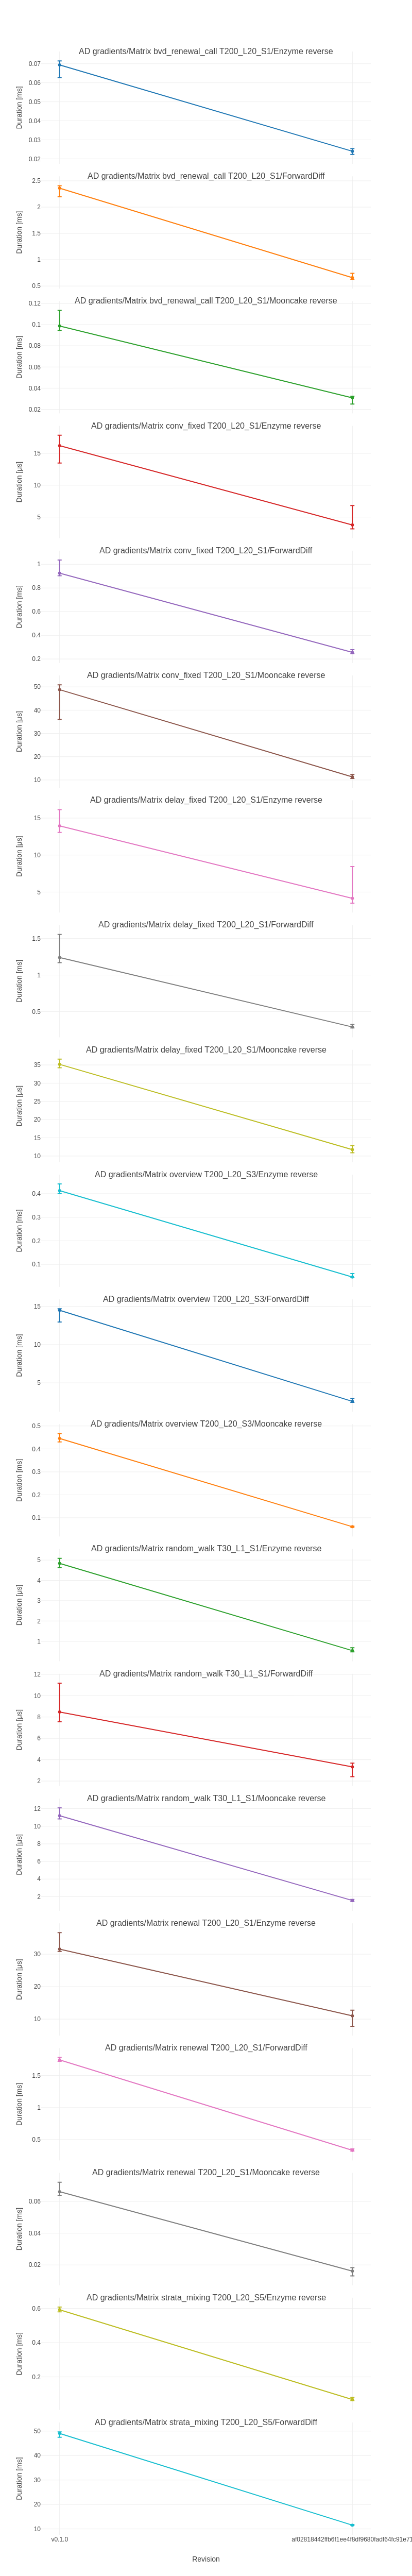 AD gradients/Matrix bvd_renewal_call T200_L20_S1/Enzyme reverse
0.07
0.06
0.05
0.04
0.03
0.02
Duration [ms]
AD gradients/Matrix bvd_renewal_call T200_L20_S1/ForwardDiff
2.5
2
1.5
1
0.5
Duration [ms]
AD gradients/Matrix bvd_renewal_call T200_L20_S1/Mooncake reverse
0.12
0.1
0.08
0.06
0.04
0.02
Duration [ms]
AD gradients/Matrix conv_fixed T200_L20_S1/Enzyme reverse
15
10
5
Duration [µs]
AD gradients/Matrix conv_fixed T200_L20_S1/ForwardDiff
1
0.8
0.6
0.4
0.2
Duration [ms]
AD gradients/Matrix conv_fixed T200_L20_S1/Mooncake reverse
50
40
30
20
10
Duration [µs]
AD gradients/Matrix delay_fixed T200_L20_S1/Enzyme reverse
15
10
5
Duration [µs]
AD gradients/Matrix delay_fixed T200_L20_S1/ForwardDiff
1.5
1
0.5
Duration [ms]
AD gradients/Matrix delay_fixed T200_L20_S1/Mooncake reverse
35
30
25
20
15
10
Duration [µs]
AD gradients/Matrix overview T200_L20_S3/Enzyme reverse
0.4
0.3
0.2
0.1
Duration [ms]
AD gradients/Matrix overview T200_L20_S3/ForwardDiff
15
10
5
Duration [ms]
AD gradients/Matrix overview T200_L20_S3/Mooncake reverse
0.5
0.4
0.3
0.2
0.1
Duration [ms]
AD gradients/Matrix random_walk T30_L1_S1/Enzyme reverse
5
4
3
2
1
Duration [µs]
AD gradients/Matrix random_walk T30_L1_S1/ForwardDiff
12
10
8
6
4
2
Duration [µs]
AD gradients/Matrix random_walk T30_L1_S1/Mooncake reverse
12
10
8
6
4
2
Duration [µs]
AD gradients/Matrix renewal T200_L20_S1/Enzyme reverse
30
20
10
Duration [µs]
AD gradients/Matrix renewal T200_L20_S1/ForwardDiff
1.5
1
0.5
Duration [ms]
AD gradients/Matrix renewal T200_L20_S1/Mooncake reverse
0.06
0.04
0.02
Duration [ms]
AD gradients/Matrix strata_mixing T200_L20_S5/Enzyme reverse
0.6
0.4
0.2
Duration [ms]
AD gradients/Matrix strata_mixing T200_L20_S5/ForwardDiff
50
40
30
20
10
Duration [ms]
v0.1.0
af02818442ffb6f1ee4f8df9680fadf64fc91e71
Revision